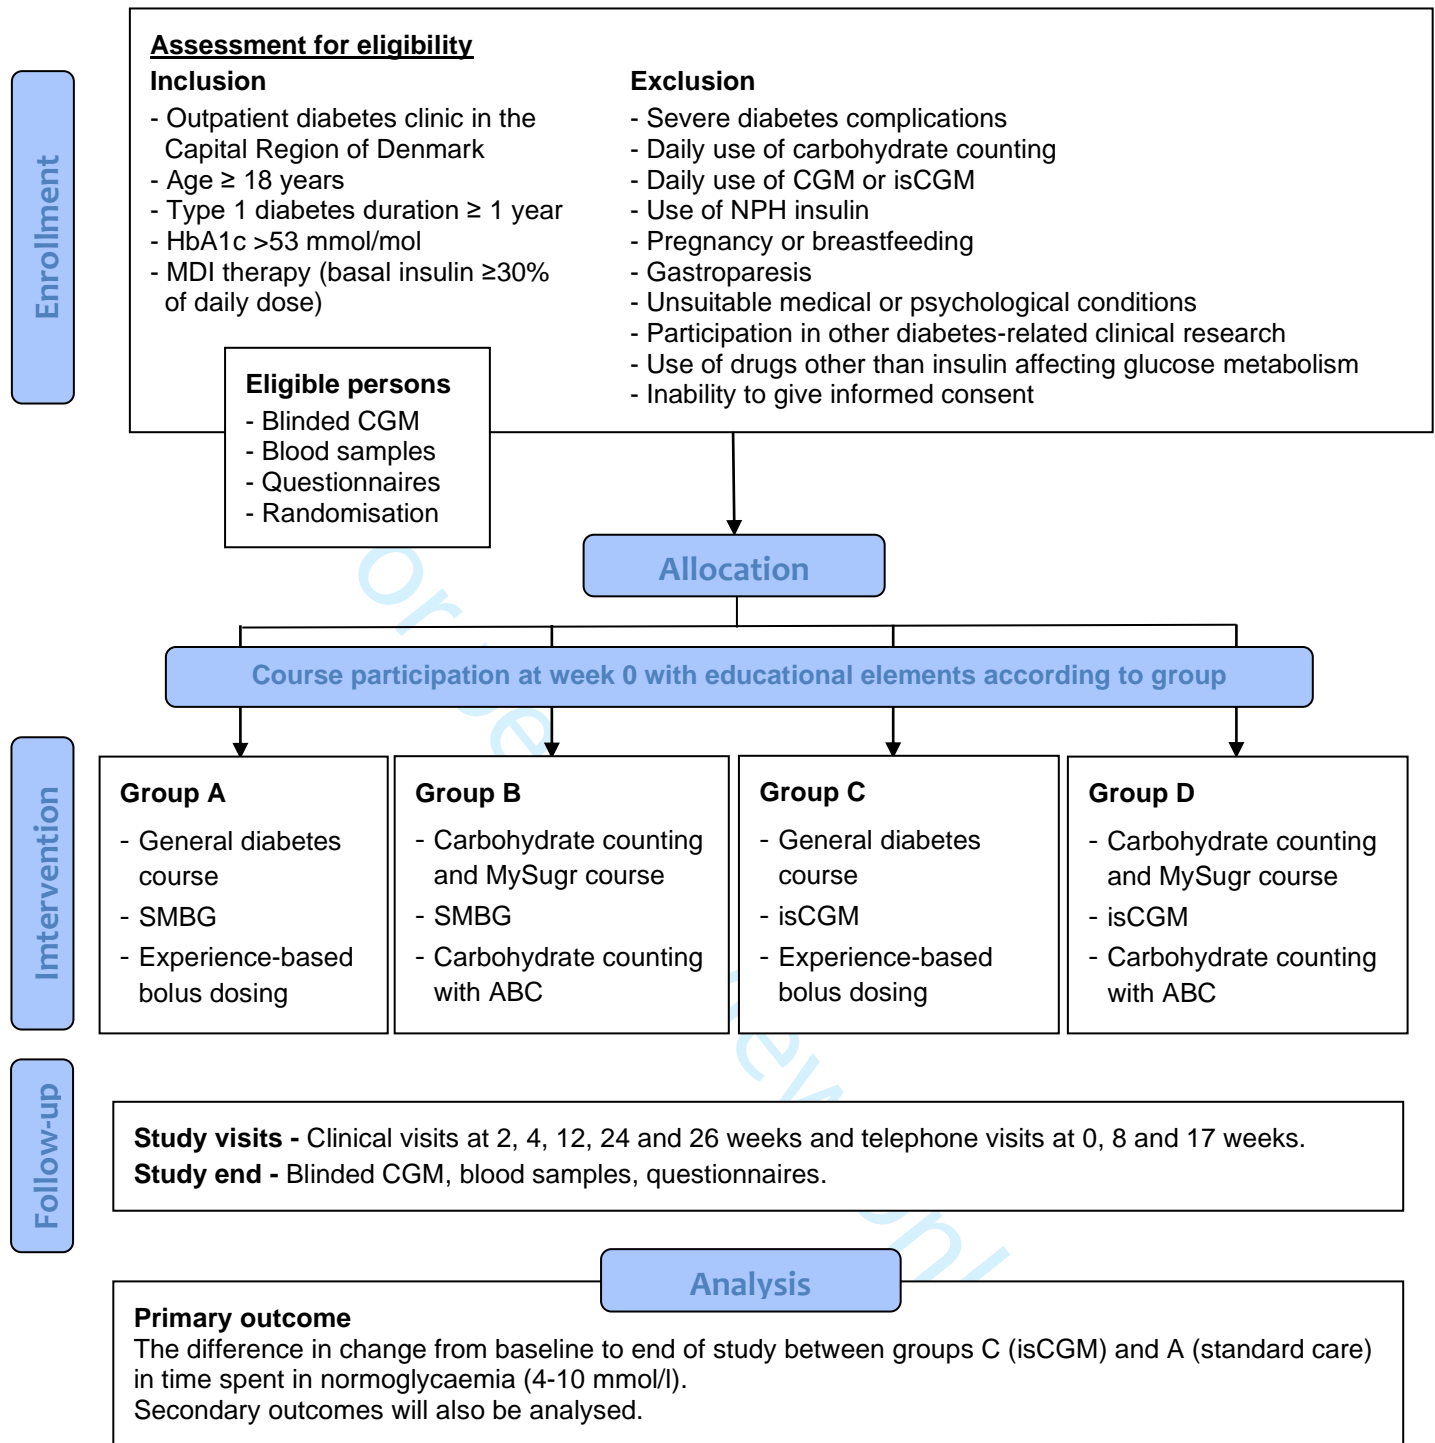 Assessment for eligibility
Inclusion
- Outpatient diabetes clinic in the
Capital Region of Denmark
- Age ≥ 18 years
- Type 1 diabetes duration ≥ 1 year
- HbA1c >53 mmol/mol
- MDI therapy (basal insulin ≥30%
of daily dose)
Exclusion
- Severe diabetes complications
- Daily use of carbohydrate counting
- Daily use of CGM or isCGM
- Use of NPH insulin
- Pregnancy or breastfeeding
- Gastroparesis
- Unsuitable medical or psychological conditions
- Participation in other diabetes-related clinical research
- Use of drugs other than insulin affecting glucose metabolism
- Inability to give informed consent
Enrollment
Eligible persons
- Blinded CGM
- Blood samples
- Questionnaires
- Randomisation
Allocation
Course participation at week 0 with educational elements according to group
Imtervention
Group A
- General diabetes
course
- SMBG
- Experience-based
bolus dosing
Group B
- Carbohydrate counting
and MySugr course
- SMBG
- Carbohydrate counting
with ABC
Group C
- General diabetes
course
- isCGM
- Experience-based
bolus dosing
Group D
- Carbohydrate counting
and MySugr course
- isCGM
- Carbohydrate counting
with ABC
Follow-up
Study visits - Clinical visits at 2, 4, 12, 24 and 26 weeks and telephone visits at 0, 8 and 17 weeks.
Study end - Blinded CGM, blood samples, questionnaires.
Analysis
Primary outcome
The difference in change from baseline to end of study between groups C (isCGM) and A (standard care)
in time spent in normoglycaemia (4-10 mmol/l).
Secondary outcomes will also be analysed.